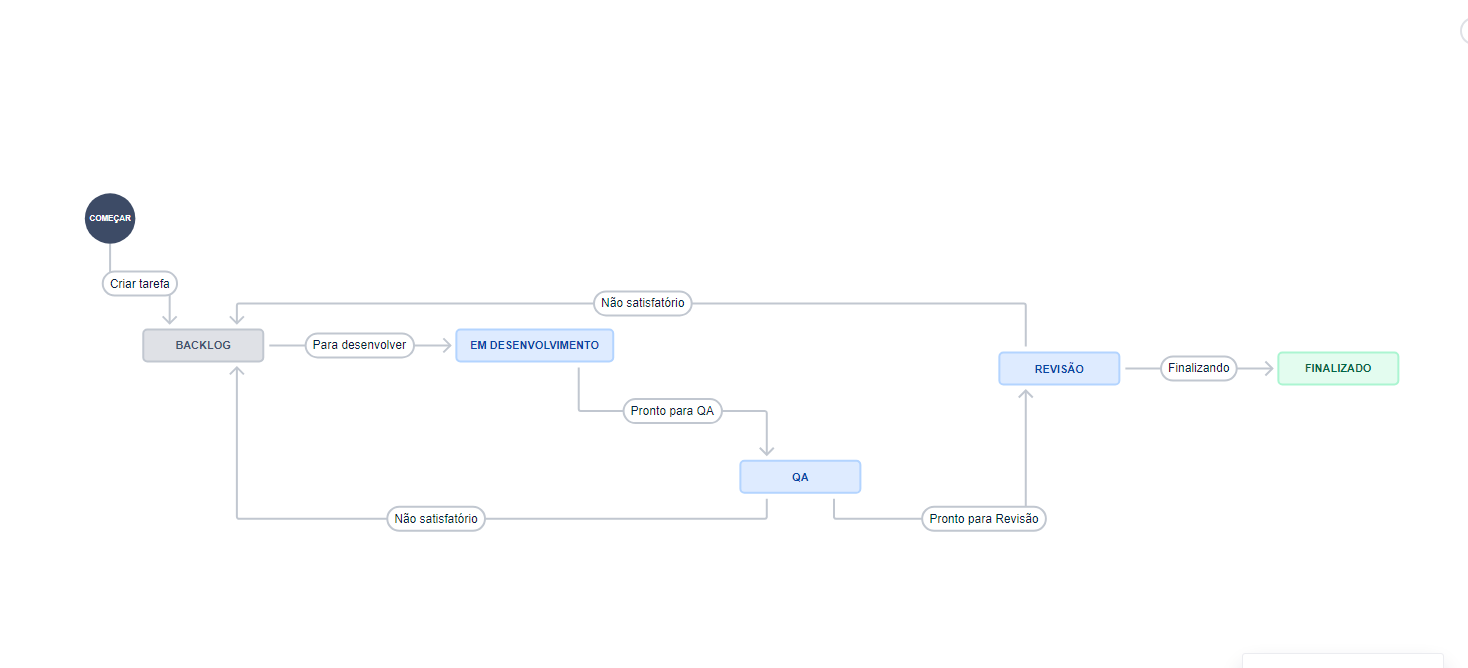 COMEÇAR
Criar tarefa
Não satisfatório
BACKLOG
Para desenvolver
EM DESENVOLVIMENTO
REVISÃO
Finalizando
FINALIZADO
Pronto para QA
QA
Não satisfatório
Pronto para Revisão